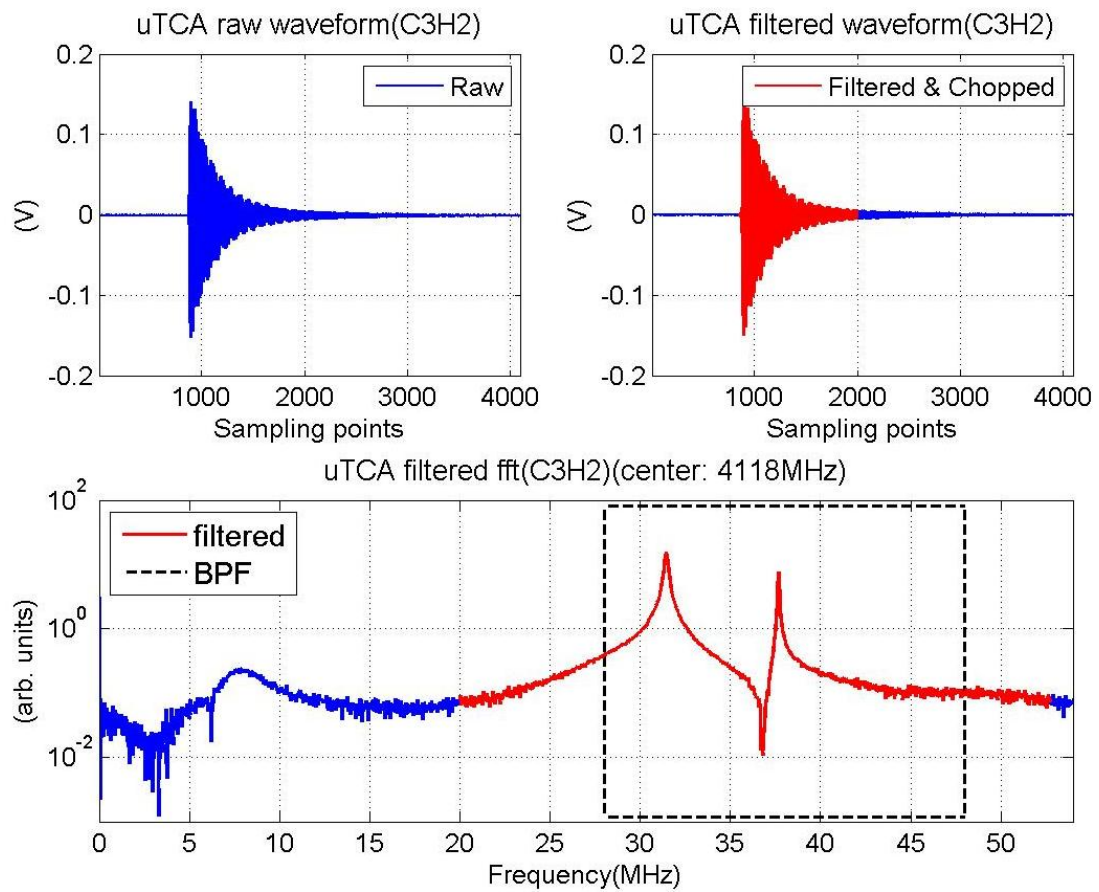 uTCA raw waveform(C3H2)
0.2
0.1
0
-0.1
-0.2
(V)
Raw
1000 2000 3000 4000
Sampling points
uTCA filtered waveform(C3H2)
0.2
0.1
0
-0.1
-0.2
(V)
Filtered & Chopped
1000 2000 3000 4000
Sampling points
uTCA filtered fft(C3H2)(center: 4118MHz)
10^2
10^0
10^-2
(arb. units)
filtered
BPF
0 5 10 15 20 25 30 35 40 45 50
Frequency(MHz)